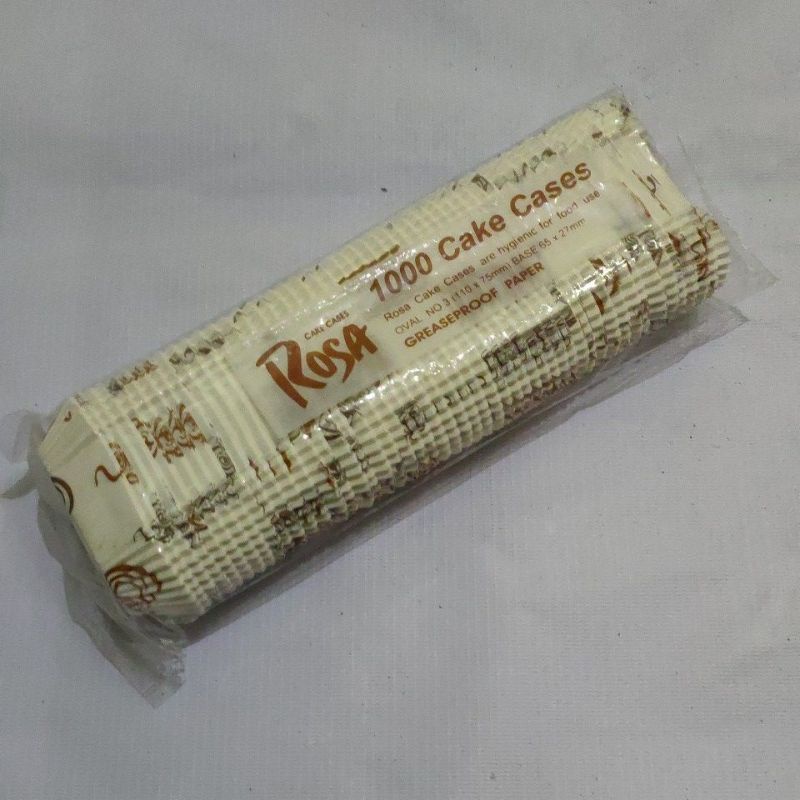 CAKE CASES
ROSA
1000 Cake Cases
Rosa Cake Cases are hygienic for food use
OVAL NO 3 (110 x 75mm) BASE 65 x 27mm
GREASEPROOF PAPER